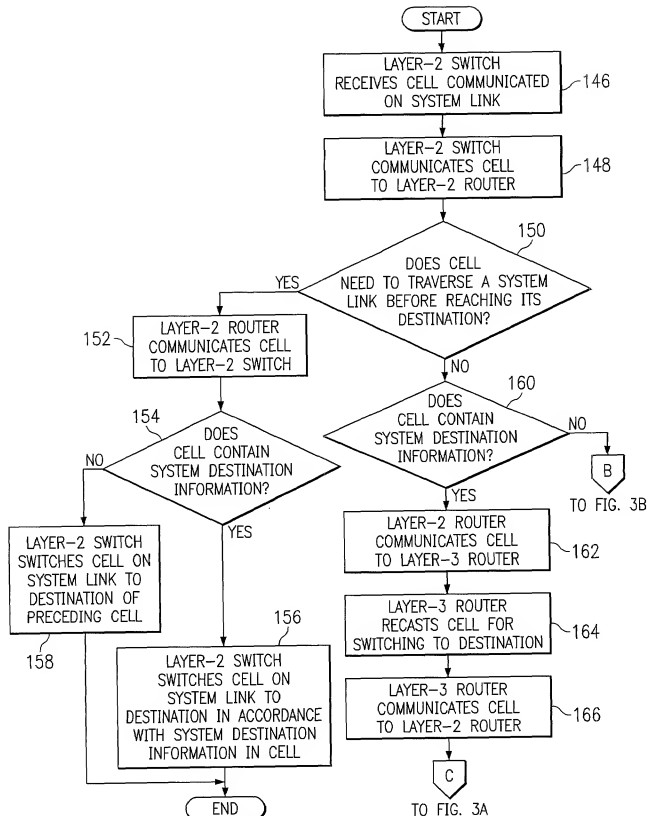 START
LAYER-2 SWITCH
RECEIVES CELL COMMUNICATED
ON SYSTEM LINK
146
LAYER-2 SWITCH
COMMUNICATES CELL
TO LAYER-2 ROUTER
148
150
DOES CELL
NEED TO TRAVERSE A SYSTEM
LINK BEFORE REACHING ITS
DESTINATION?
YES
NO
152
LAYER-2 ROUTER
COMMUNICATES CELL
TO LAYER-2 SWITCH
154
DOES
CELL CONTAIN
SYSTEM DESTINATION
INFORMATION?
NO
YES
LAYER-2 SWITCH
SWITCHES CELL ON
SYSTEM LINK TO
DESTINATION OF
PRECEDING CELL
158
156
LAYER-2 SWITCH
SWITCHES CELL ON
SYSTEM LINK TO
DESTINATION IN ACCORDANCE
WITH SYSTEM DESTINATION
INFORMATION IN CELL
END
160
DOES
CELL CONTAIN
SYSTEM DESTINATION
INFORMATION?
NO
B
TO FIG. 3B
YES
LAYER-2 ROUTER
COMMUNICATES CELL
TO LAYER-3 ROUTER
162
LAYER-3 ROUTER
RECASTS CELL FOR
SWITCHING TO DESTINATION
164
LAYER-3 ROUTER
COMMUNICATES CELL
TO LAYER-2 ROUTER
166
C
TO FIG. 3A